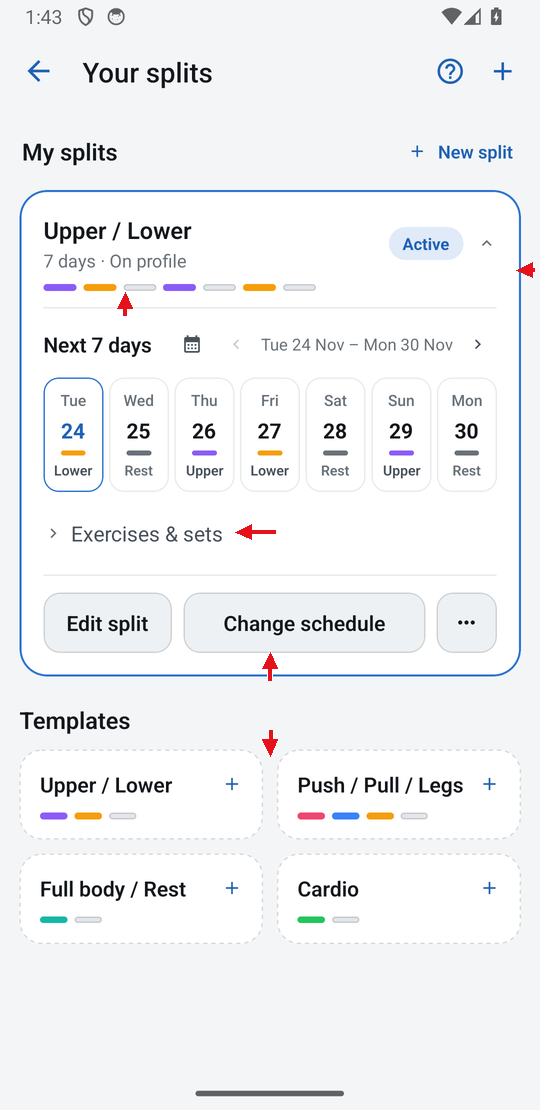 1:43
Your splits
My splits
+ New split
Upper / Lower
Active
7 days · On profile
Next 7 days
Tue 24 Nov – Mon 30 Nov
Tue Wed Thu Fri Sat Sun Mon
24 25 26 27 28 29 30
Lower Rest Upper Lower Rest Upper Rest
Exercises & sets
Edit split Change schedule ···
Templates
Upper / Lower + Push / Pull / Legs +
Full body / Rest + Cardio +